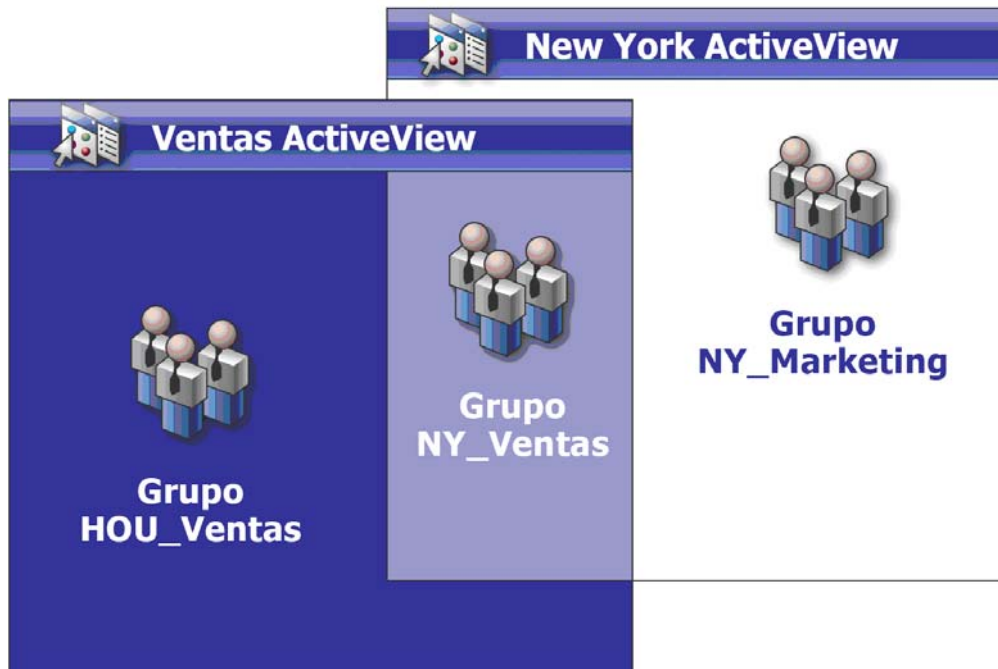 New York ActiveView
Ventas ActiveView
Grupo
NY_Marketing
Grupo
NY_Ventas
Grupo
HOU_Ventas